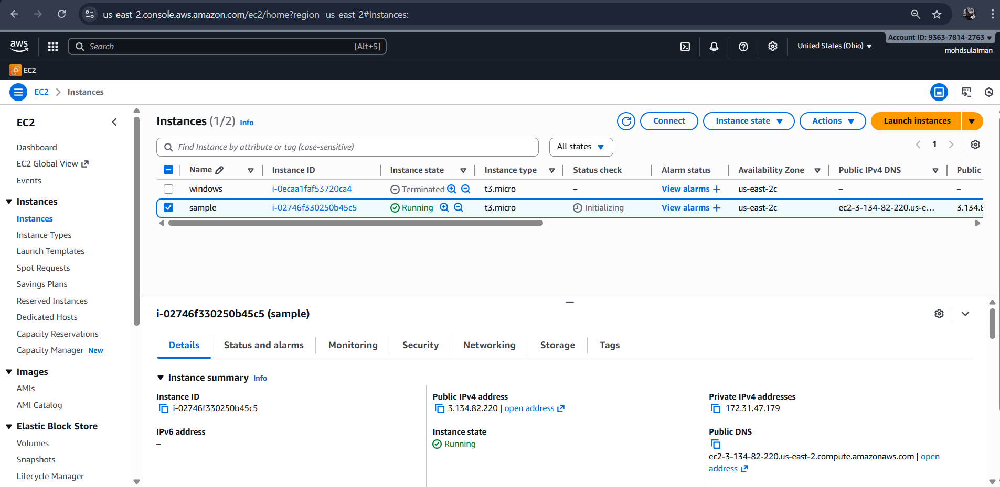 us-east-2.console.aws.amazon.com/ec2/home?region=us-east-2#Instances:
aws
Search
[Alt+S]
United States (Ohio)
Account ID: 9363-7814-2763
mohdsulaiman
EC2
EC2
Instances
EC2
Dashboard
EC2 Global View
Events
Instances
Instances
Instance Types
Launch Templates
Spot Requests
Savings Plans
Reserved Instances
Dedicated Hosts
Capacity Reservations
Capacity Manager New
Images
AMIs
AMI Catalog
Elastic Block Store
Volumes
Snapshots
Lifecycle Manager
Instances (1/2) Info
Connect
Instance state
Actions
Launch instances
Find Instance by attribute or tag (case-sensitive)
All states
1
Name Instance ID Instance state Instance type Status check Alarm status Availability Zone Public IPv4 DNS Public
windows i-0ecaa1faf53720ca4 Terminated t3.micro – View alarms + us-east-2c – –
sample i-02746f330250b45c5 Running t3.micro Initializing View alarms + us-east-2c ec2-3-134-82-220.us-e... 3.134.8
i-02746f330250b45c5 (sample)
Details
Status and alarms
Monitoring
Security
Networking
Storage
Tags
Instance summary Info
Instance ID
i-02746f330250b45c5
IPv6 address
–
Public IPv4 address
3.134.82.220 | open address
Instance state
Running
Private IPv4 addresses
172.31.47.179
Public DNS
ec2-3-134-82-220.us-east-2.compute.amazonaws.com | open
address